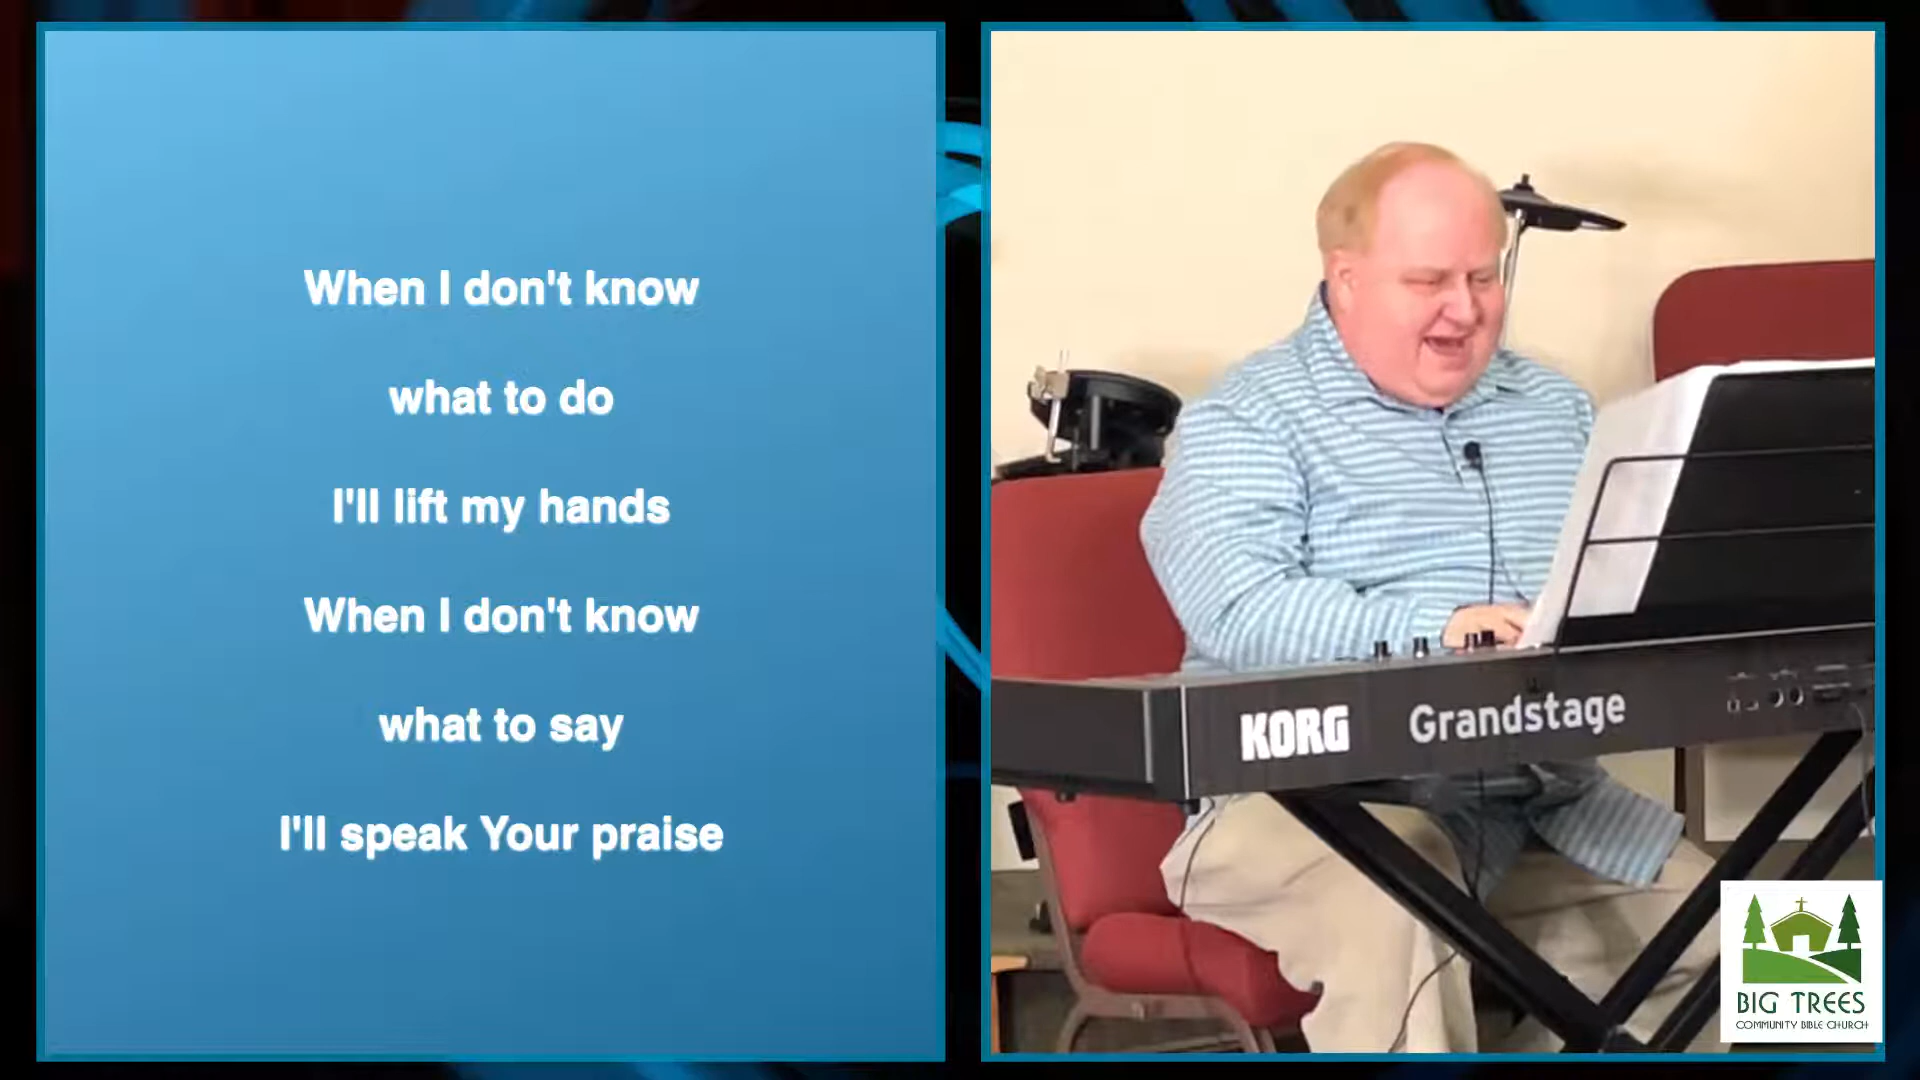 When I don't know
what to do
I'll lift my hands
When I don't know
what to say
I'll speak Your praise
KORG Grandstage
BIG TREES
COMMUNITY BIBLE CHURCH